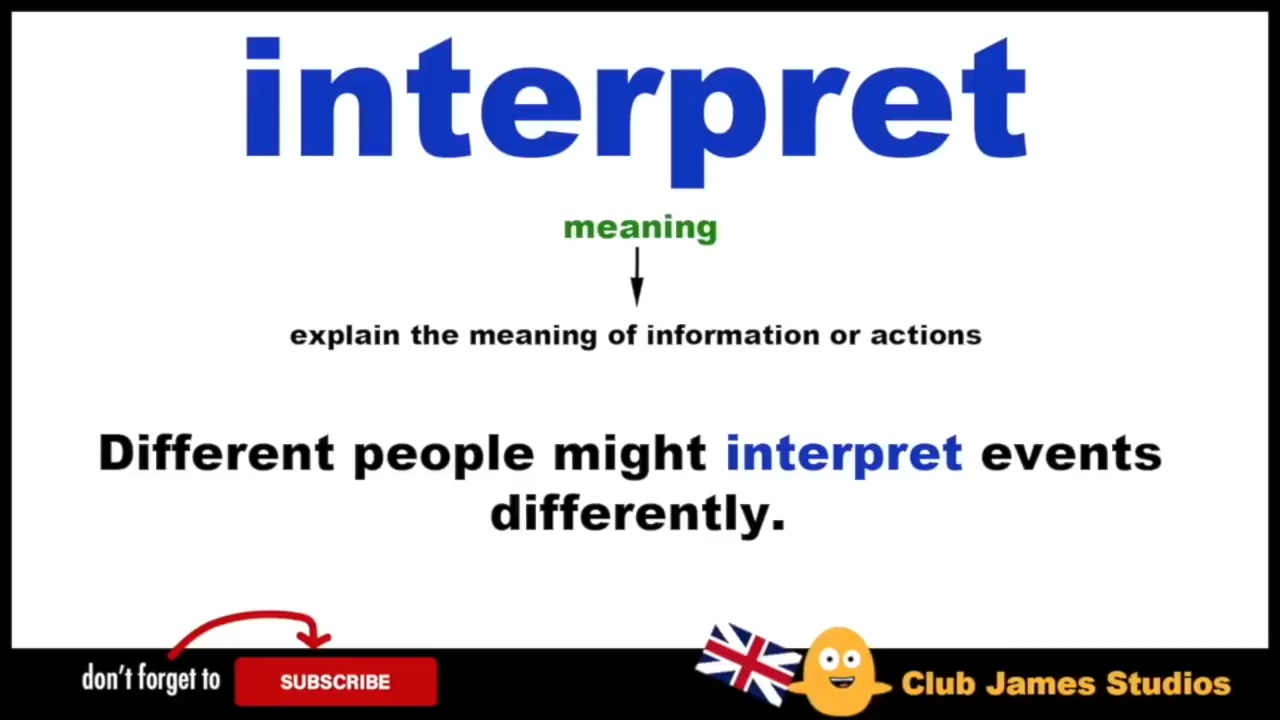 interpret
meaning
explain the meaning of information or actions
Different people might interpret events
differently.
don't forget to
SUBSCRIBE
Club James Studios